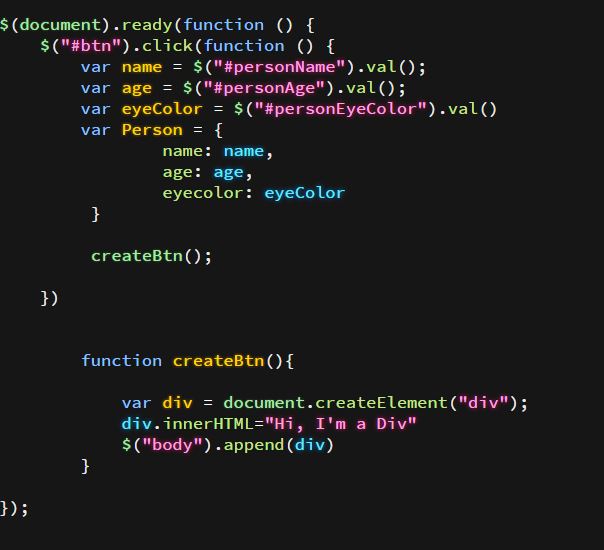 $(document).ready(function () {
    $("#btn").click(function () {
        var name = $("#personName").val();
        var age = $("#personAge").val();
        var eyeColor = $("#personEyeColor").val()
        var Person = {
                name: name,
                age: age,
                eyecolor: eyeColor
         }
         createBtn();
    })
        function createBtn(){
            var div = document.createElement("div");
            div.innerHTML="Hi, I'm a Div"
            $("body").append(div)
        }
});